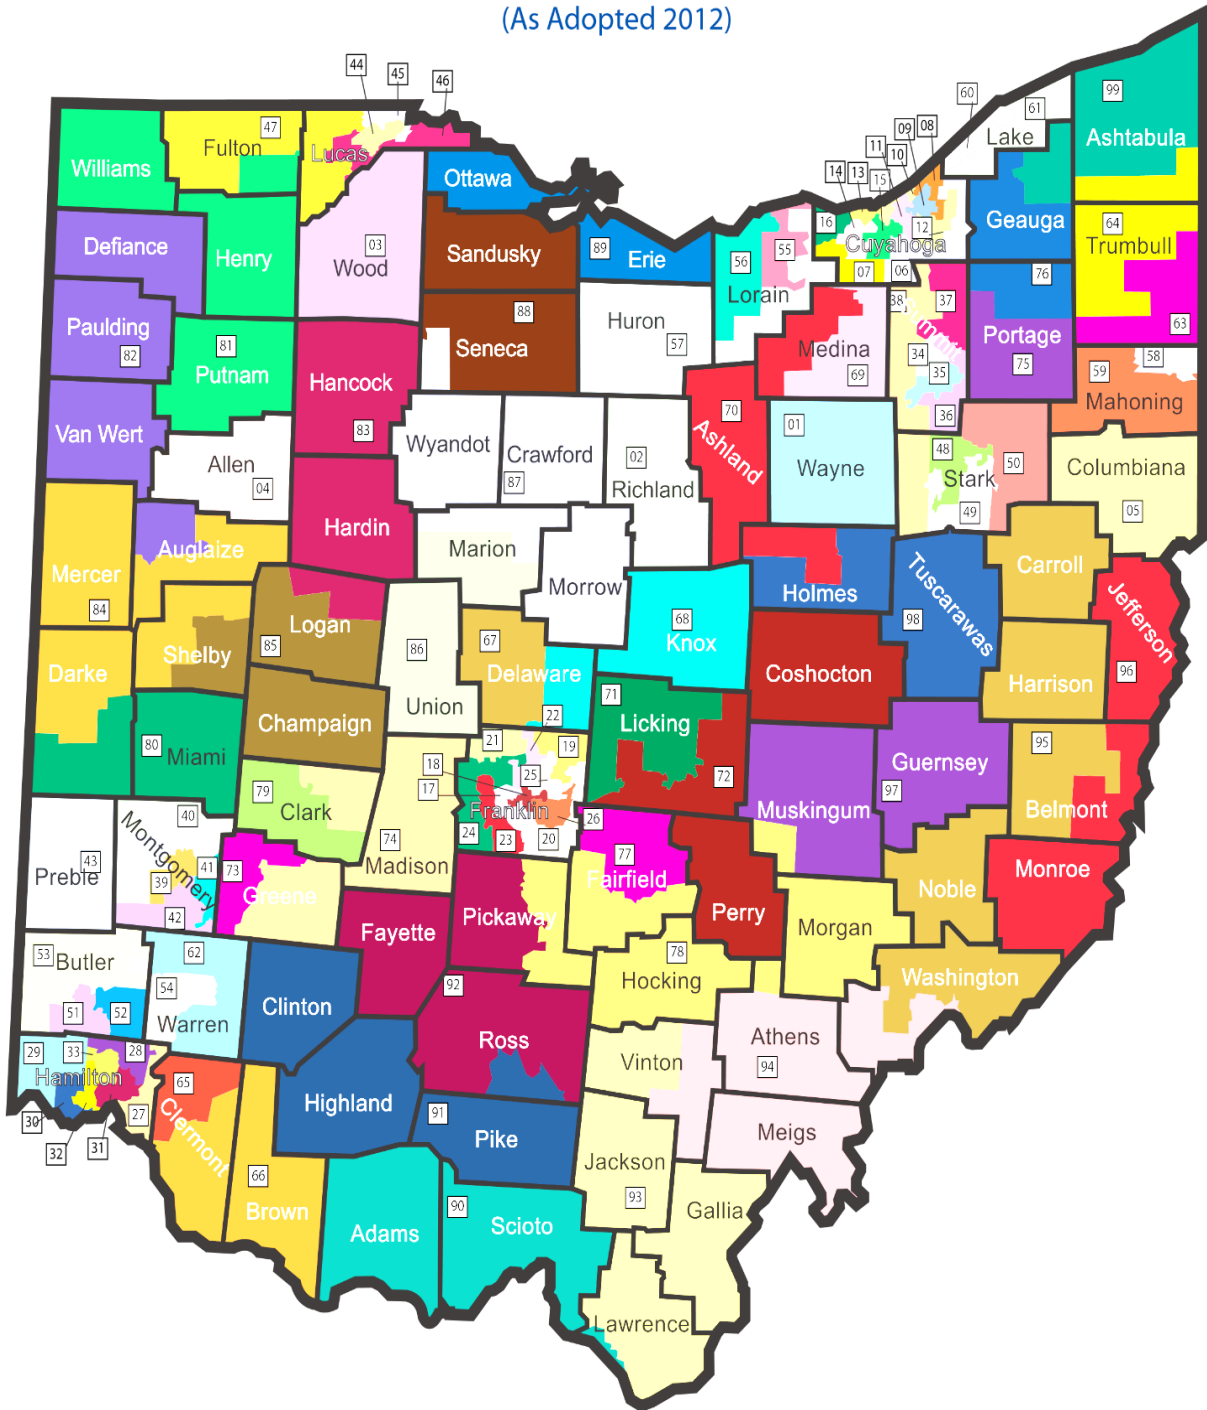 (As Adopted 2012)
44
45
46
47
Fulton
Lucas
Williams
Ottawa
Defiance
Henry
03
Wood
Sandusky
89
Erie
Paulding
82
81
Putnam
88
Seneca
Huron
57
Hancock
83
Van Wert
Allen
04
Wyandot
Crawford
87
02
Richland
70
Ashland
60
61
Lake
99
Ashtabula
08
09
10
11
15
13
14
16
12
Cuyahoga
07
06
Geauga
64
Trumbull
63
56
55
Lorain
Medina
69
38
37
Summit
34
35
36
76
Portage
75
58
59
Mahoning
01
Wayne
48
Stark
50
49
Columbiana
05
Mercer
84
Auglaize
Hardin
Marion
Morrow
Holmes
Tuscarawas
98
Carroll
Jefferson
96
Harrison
Darke
Shelby
85
Logan
86
Union
67
Delaware
68
Knox
Coshocton
Champaign
80
Miami
71
Licking
72
22
21
19
18
25
17
Franklin
26
24
23
20
Muskingum
Guernsey
97
95
Belmont
79
Clark
74
Madison
40
Montgomery
41
39
42
43
Preble
73
Greene
Fayette
Pickaway
77
Fairfield
Perry
Morgan
Noble
Monroe
Washington
53
Butler
51
52
62
54
Warren
Clinton
92
Ross
78
Hocking
Vinton
Athens
94
Meigs
29
33
28
Hamilton
30
32
31
27
65
Clermont
66
Brown
Highland
91
Pike
Jackson
93
Gallia
Adams
90
Scioto
Lawrence